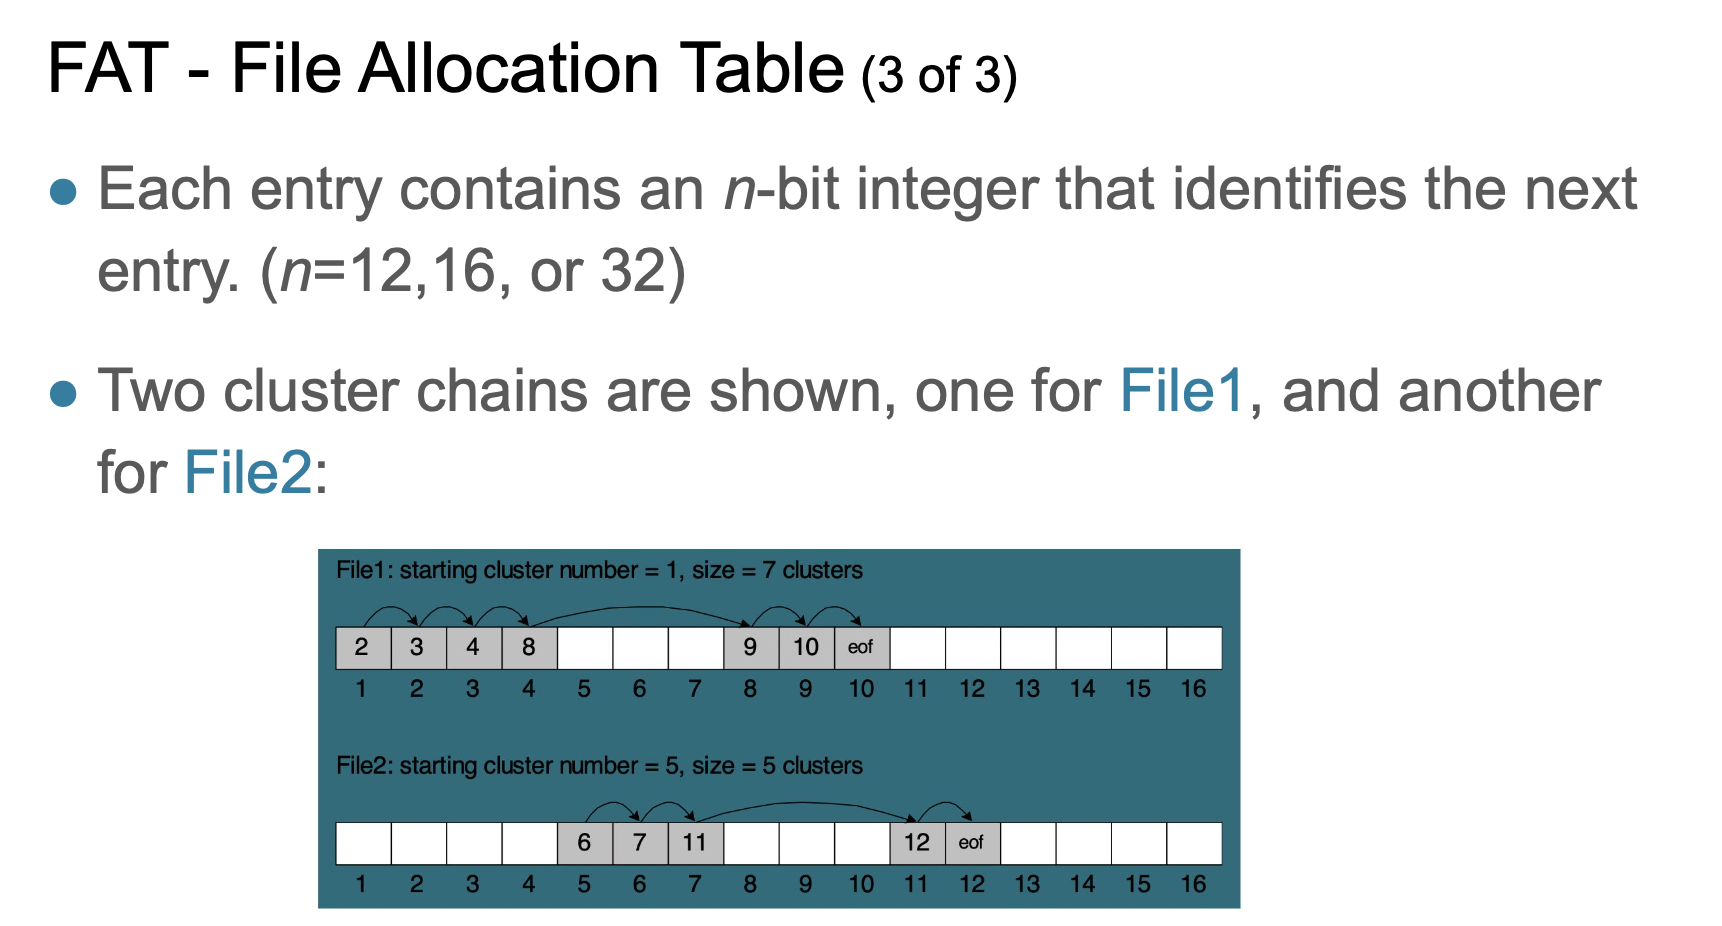 FAT - File Allocation Table (3 of 3)
Each entry contains an n-bit integer that identifies the next
entry. (n=12,16, or 32)
Two cluster chains are shown, one for File1, and another
for File2:
File1: starting cluster number = 1, size = 7 clusters
2 3 4 8 9 10 eof
1 2 3 4 5 6 7 8 9 10 11 12 13 14 15 16
File2: starting cluster number = 5, size = 5 clusters
6 7 11 12 eof
1 2 3 4 5 6 7 8 9 10 11 12 13 14 15 16